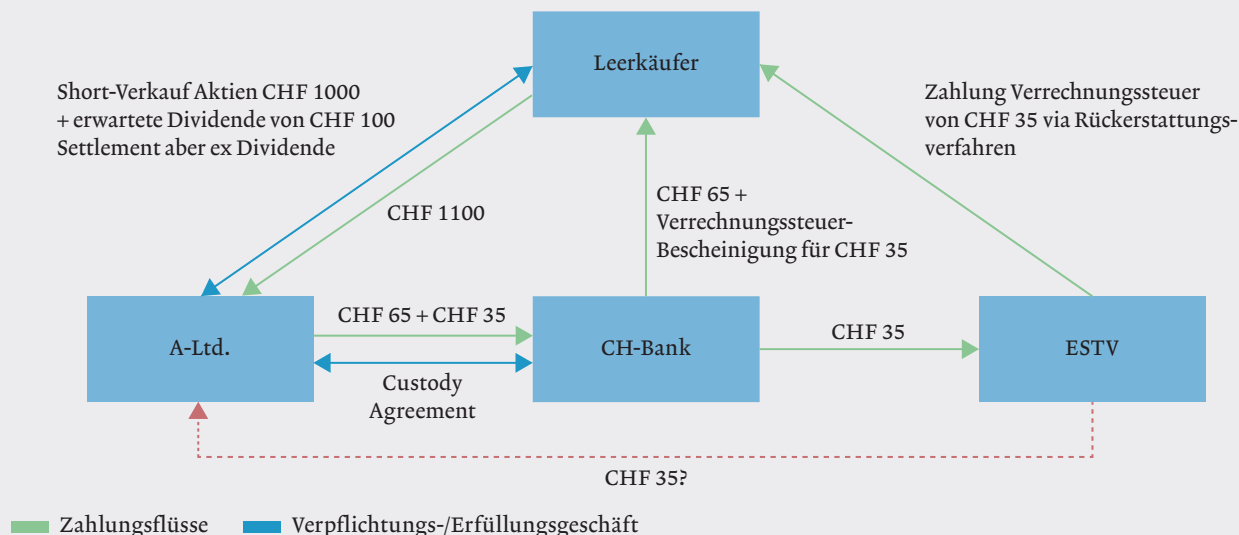 Leerkäufer
Short-Verkauf Aktien CHF 1000
+ erwartete Dividende von CHF 100
Settlement aber ex Dividende
Zahlung Verrechnungssteuer
von CHF 35 via Rückerstattungs-
verfahren
CHF 1100
CHF 65 +
Verrechnungssteuer-
Bescheinigung für CHF 35
A-Ltd.
CHF 65 + CHF 35
Custody
Agreement
CH-Bank
CHF 35
ESTV
CHF 35?
Zahlungsflüsse
Verpflichtungs-/Erfüllungsgeschäft